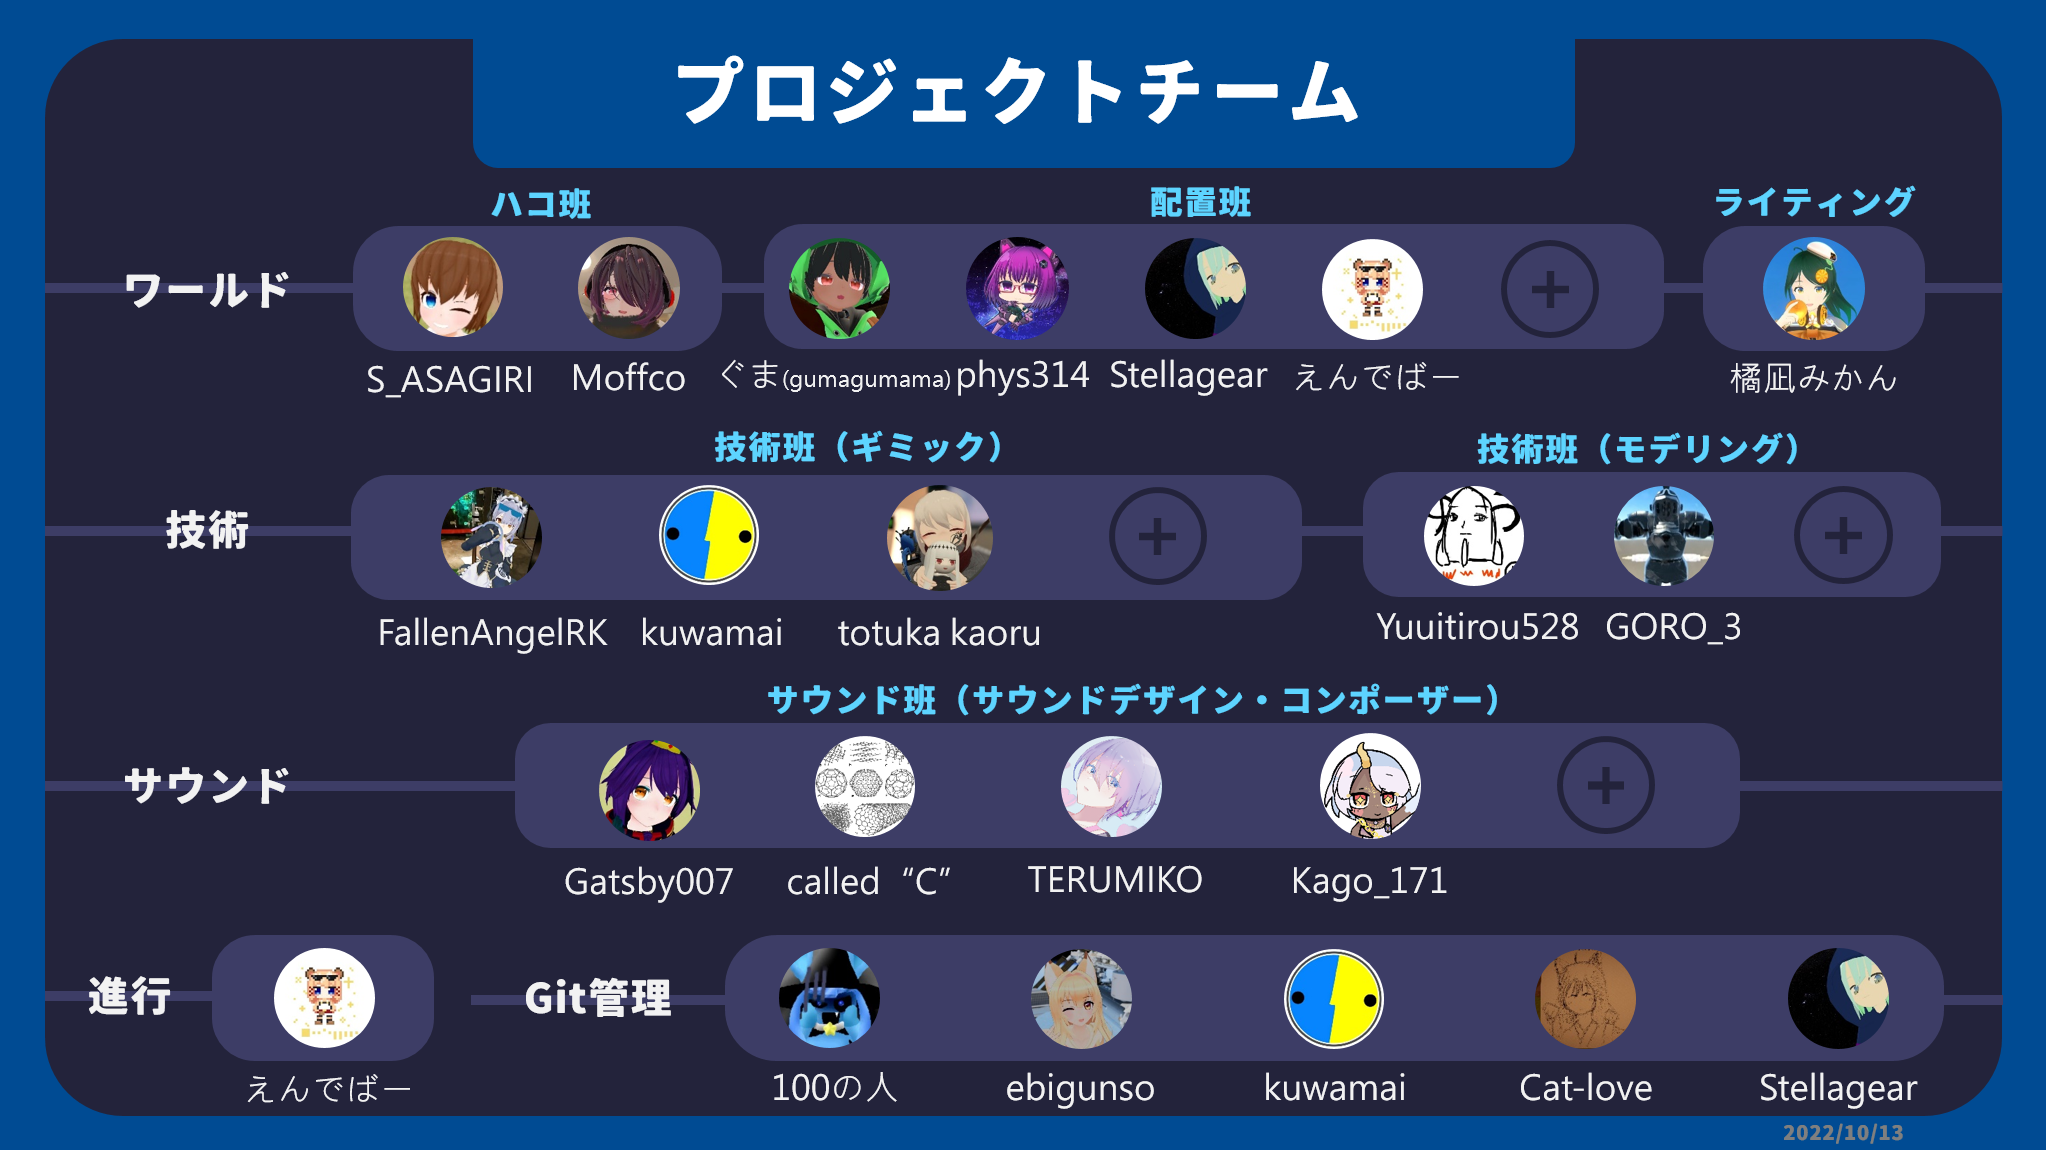 プロジェクトチーム
ハコ班
配置班
ライティング
ワールド
S_ASAGIRI
Moffco
ぐま(gumagumama)
phys314
Stellagear
えんでばー
橘凪みかん
技術班（ギミック）
技術班（モデリング）
技術
FallenAngelRK
kuwamai
totuka kaoru
Yuuitirou528
GORO_3
サウンド班（サウンドデザイン・コンポーザー）
サウンド
Gatsby007
called “C”
TERUMIKO
Kago_171
進行
えんでばー
Git管理
100の人
ebigunso
kuwamai
Cat-love
Stellagear
2022/10/13